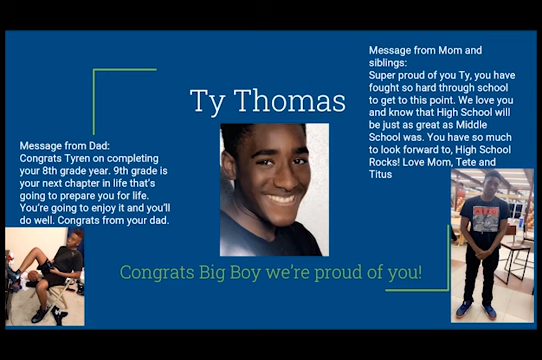 Message from Mom and
siblings:
Super proud of you Ty, you have
fought so hard through school
to get to this point. We love you
and know that High School will
be just as great as Middle
School was. You have so much
to look forward to, High School
Rocks! Love Mom, Tete and
Titus
Ty Thomas
Message from Dad:
Congrats Tyren on completing
your 8th grade year. 9th grade is
your next chapter in life that's
going to prepare you for life.
You're going to enjoy it and you'll
do well. Congrats from your dad.
Congrats Big Boy we're proud of you!